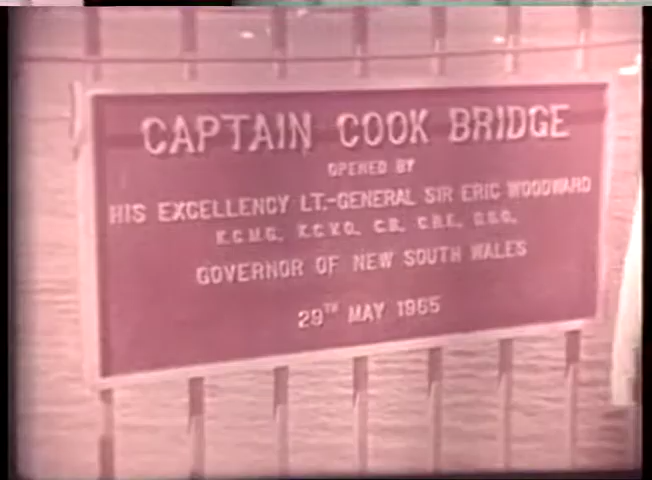 CAPTAIN COOK BRIDGE
OPENED BY
HIS EXCELLENCY LT.-GENERAL SIR ERIC WOODWARD
K.C.M.G., K.C.V.O., C.B., C.B.E., D.S.O.,
GOVERNOR OF NEW SOUTH WALES
29TH MAY 1965